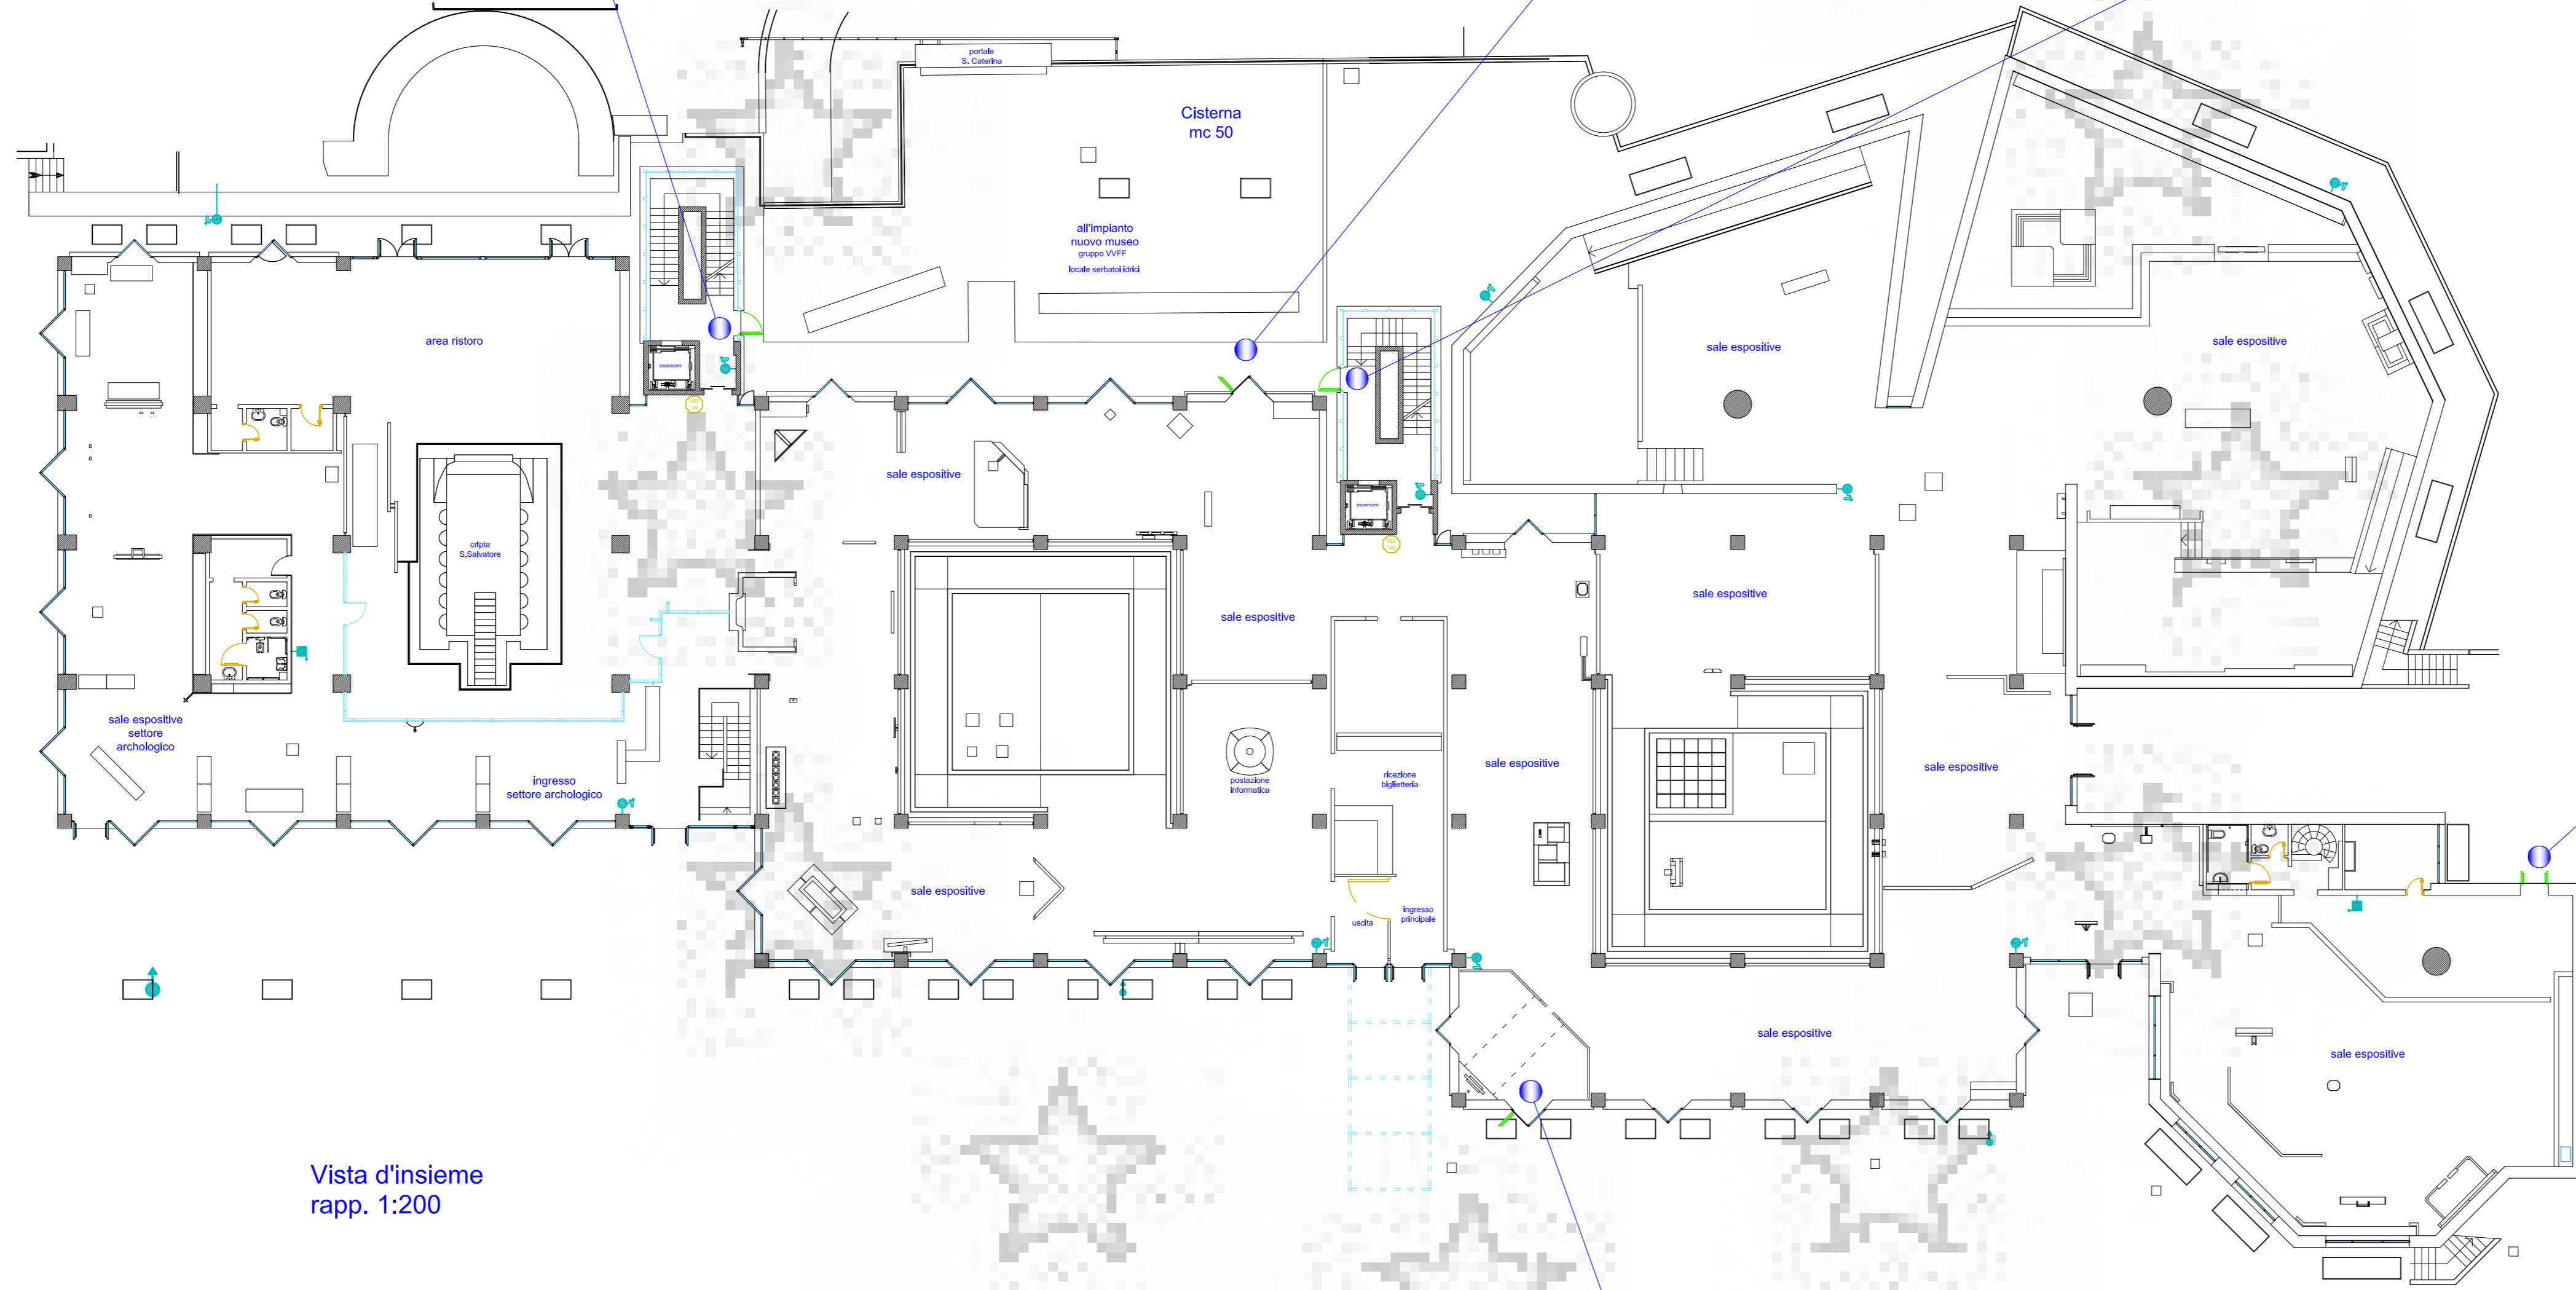 portale
S. Caterina
Cisterna
mc 50
all'impianto
nuovo museo
gruppo VVFF
locale serbatoi idrici
area ristoro
ascensore
sale espositive
sale espositive
sale espositive
cripta
S.Salvatore
ascensore
sale espositive
sale espositive
sale espositive
settore
archologico
ingresso
settore archologico
postazione
informatica
ricezione
biglietteria
sale espositive
sale espositive
sale espositive
uscita
ingresso
principale
sale espositive
sale espositive
Vista d'insieme
rapp. 1:200